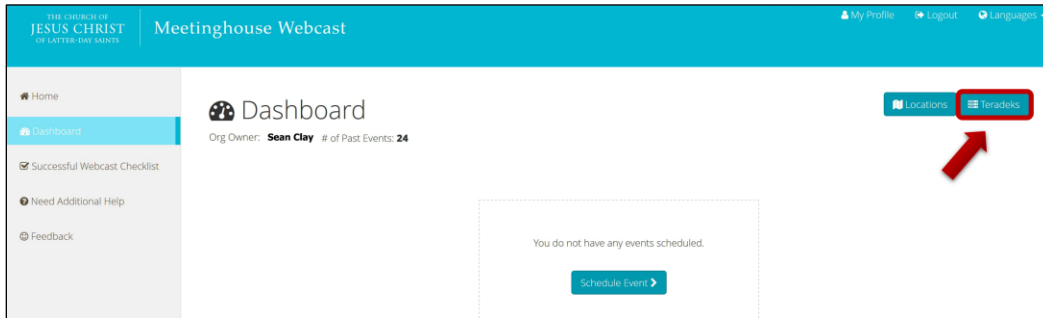 THE CHURCH OF
JESUS CHRIST
OF LATTER-DAY SAINTS
Meetinghouse Webcast
My Profile
Logout
Languages
Home
Dashboard
Successful Webcast Checklist
Need Additional Help
Feedback
Dashboard
Org Owner: Sean Clay # of Past Events: 24
Locations
Teradeks
You do not have any events scheduled.
Schedule Event